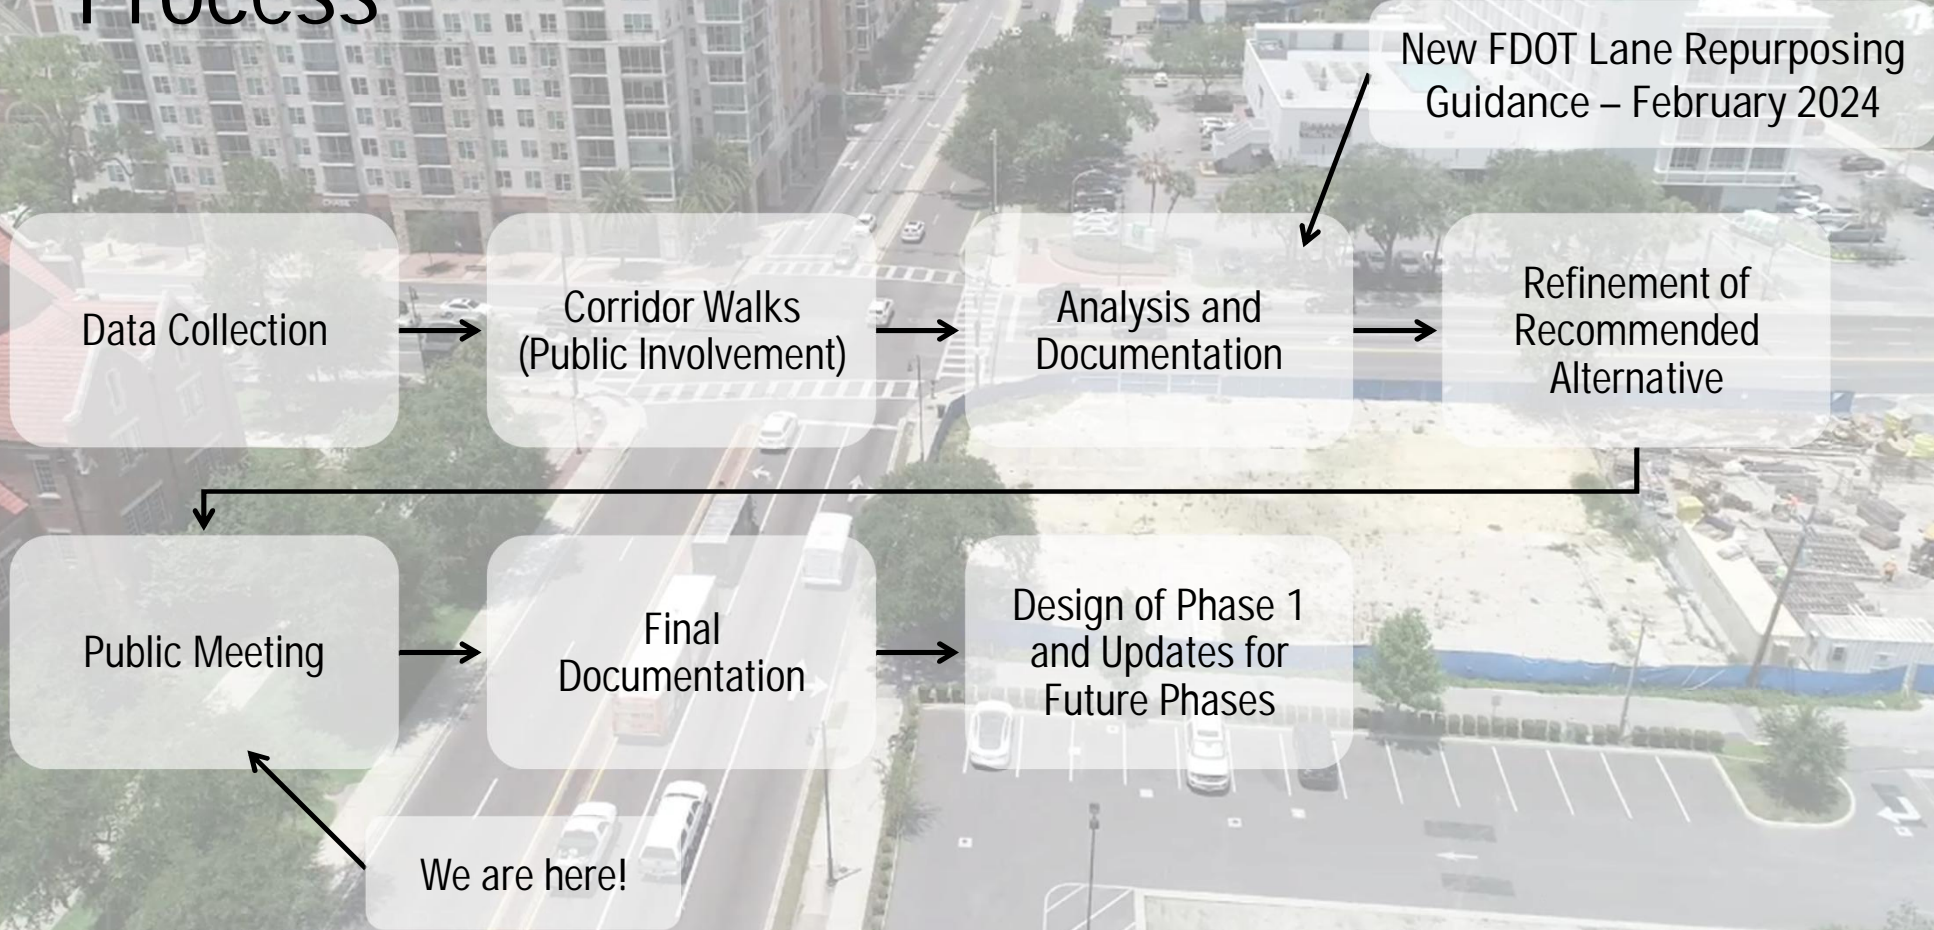 Process
New FDOT Lane Repurposing
Guidance – February 2024
Data Collection
Corridor Walks
(Public Involvement)
Analysis and
Documentation
Refinement of
Recommended
Alternative
Public Meeting
Final
Documentation
Design of Phase 1
and Updates for
Future Phases
We are here!